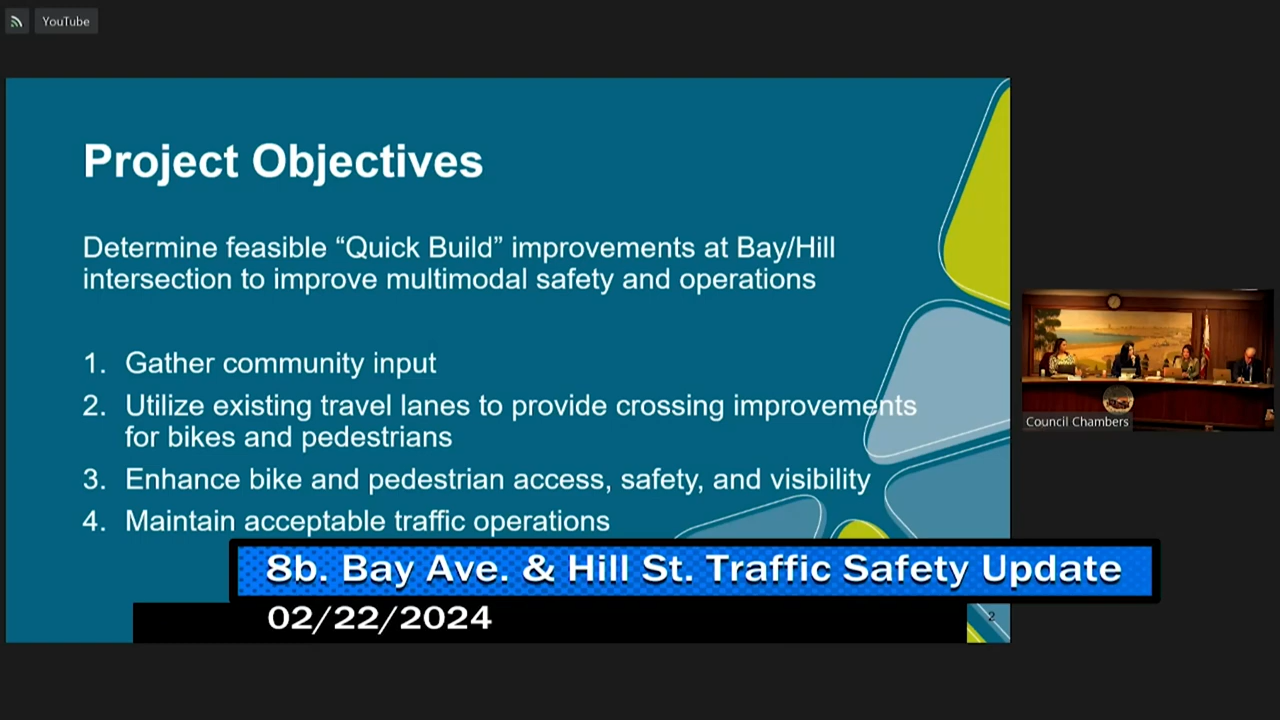 YouTube
Project Objectives
Determine feasible “Quick Build” improvements at Bay/Hill
intersection to improve multimodal safety and operations
1. Gather community input
2. Utilize existing travel lanes to provide crossing improvements
for bikes and pedestrians
3. Enhance bike and pedestrian access, safety, and visibility
4. Maintain acceptable traffic operations
Council Chambers
8b. Bay Ave. & Hill St. Traffic Safety Update
02/22/2024
2